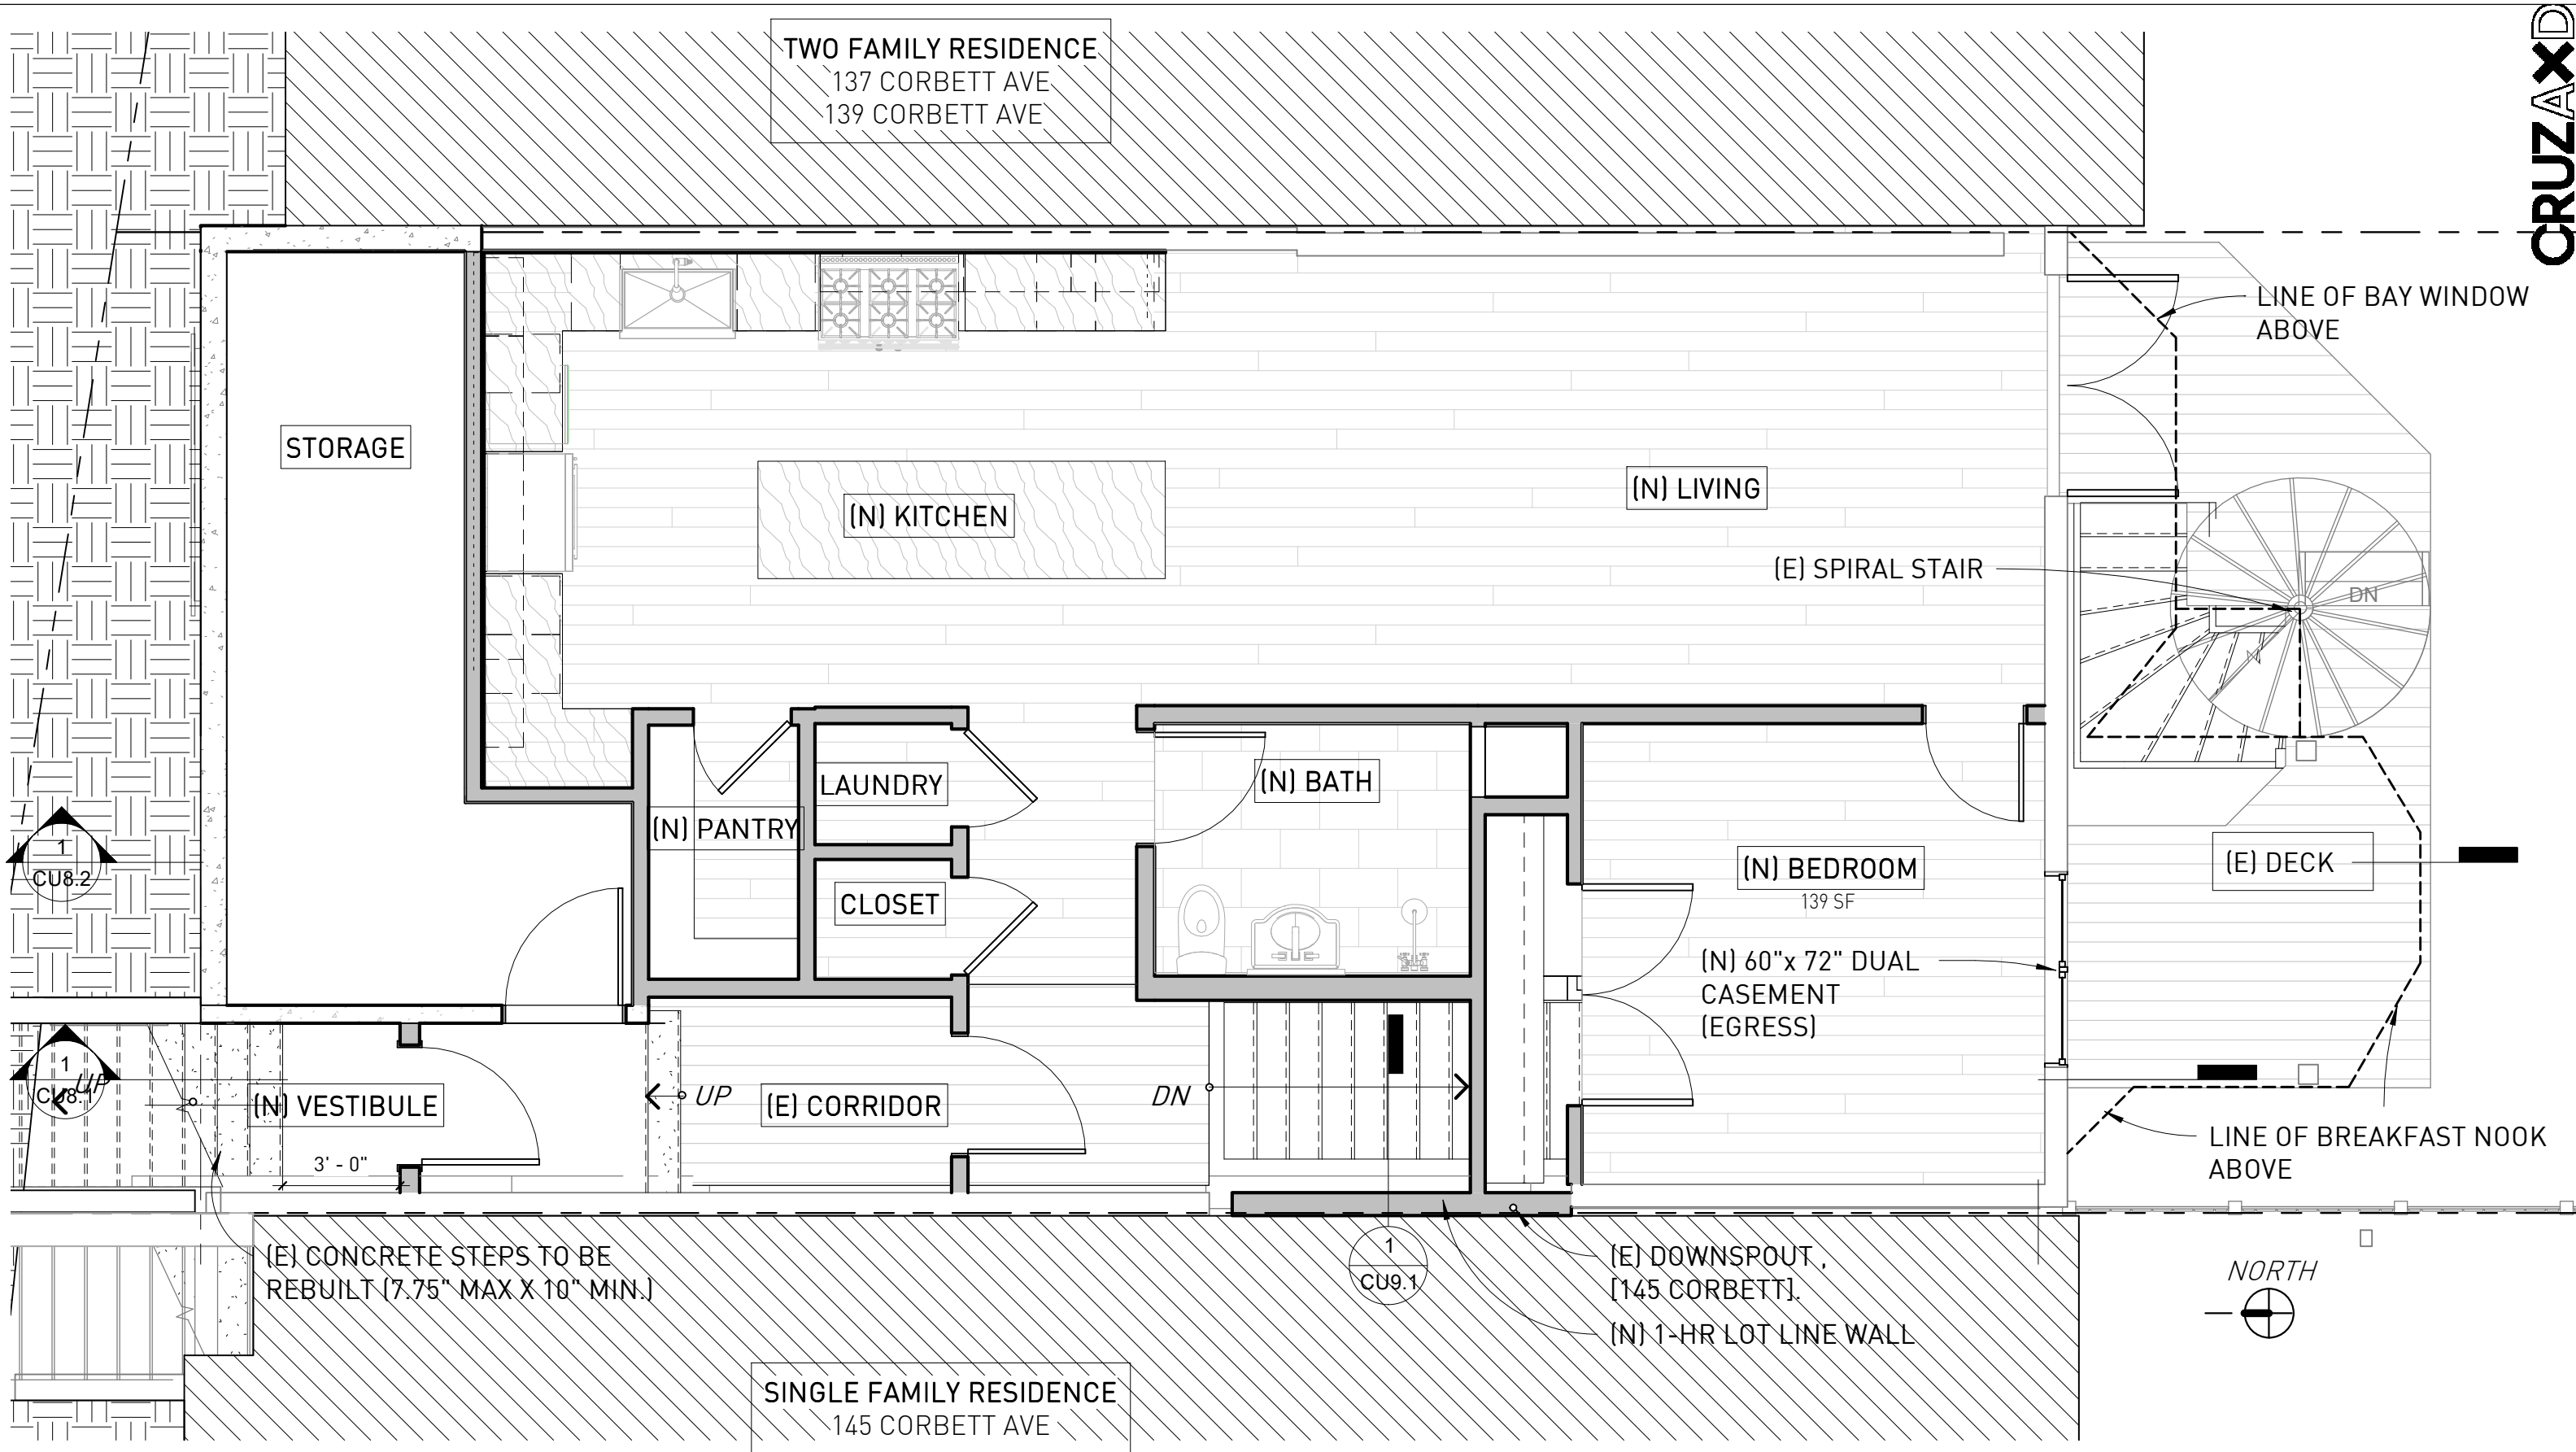 TWO FAMILY RESIDENCE
137 CORBETT AVE
139 CORBETT AVE
CRUZAXD
LINE OF BAY WINDOW
ABOVE
STORAGE
(N) KITCHEN
(N) LIVING
(E) SPIRAL STAIR
DN
LAUNDRY
(N) BATH
(N) PANTRY
1
CU8.2
CLOSET
(N) BEDROOM
139 SF
(E) DECK
(N) 60"x 72" DUAL
CASEMENT
(EGRESS)
1
CU8.1
UP
(N) VESTIBULE
UP
(E) CORRIDOR
DN
3' - 0"
LINE OF BREAKFAST NOOK
ABOVE
(E) CONCRETE STEPS TO BE
REBUILT (7.75" MAX X 10" MIN.)
1
CU9.1
(E) DOWNSPOUT ,
[145 CORBETT].
(N) 1-HR LOT LINE WALL
NORTH
SINGLE FAMILY RESIDENCE
145 CORBETT AVE